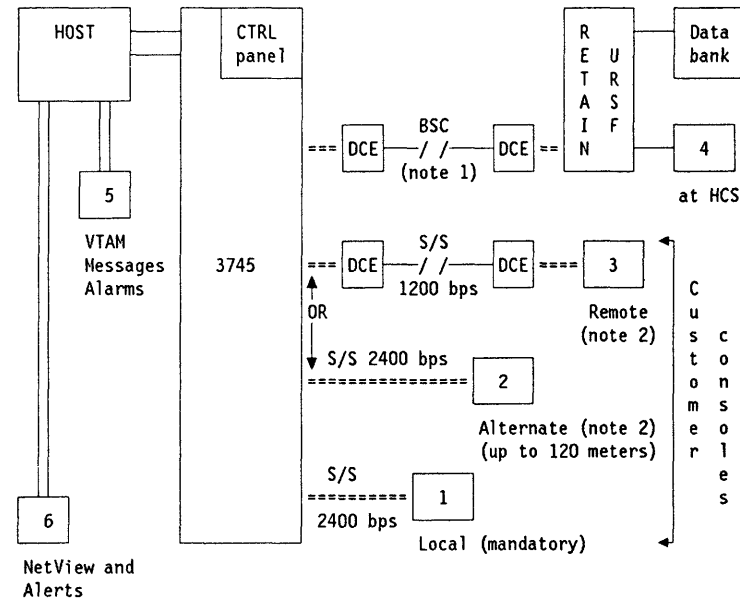 HOST
CTRL
panel
RETAIN
URSF
Data
bank
=== DCE BSC / / DCE ==
(note 1)
4
at HCS
5
VTAM
Messages
Alarms
3745
=== DCE S/S / / DCE ====
1200 bps
3
Remote
(note 2)
OR
S/S 2400 bps
===============
2
Alternate (note 2)
(up to 120 meters)
S/S
==========
2400 bps
1
Local (mandatory)
Customer
consoles
6
NetView and
Alerts